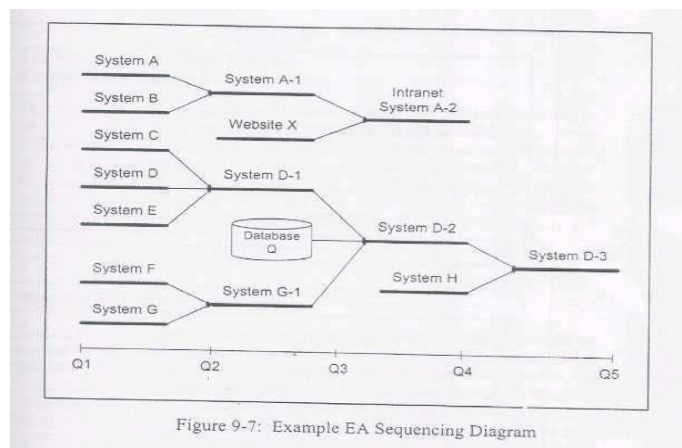 System A
System A-1
Intranet
System A-2
System B
Website X
System C
System D
System D-1
System E
Database
Q
System D-2
System D-3
System F
System H
System G
System G-1
Q1
Q2
Q3
Q4
Q5
Figure 9-7: Example EA Sequencing Diagram